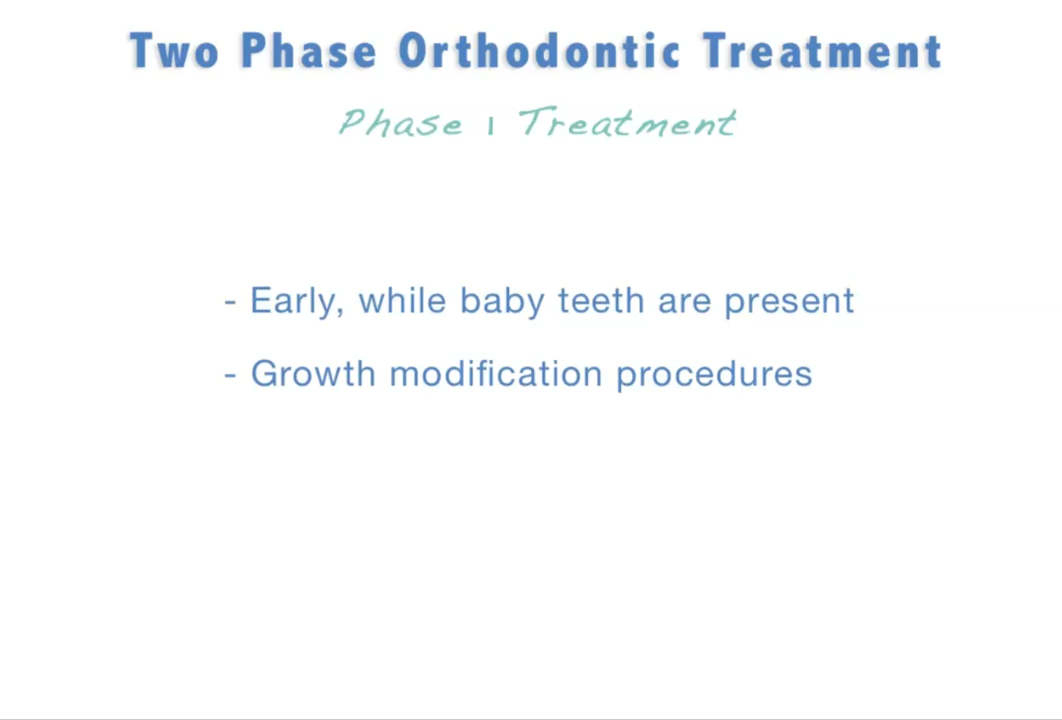 Two Phase Orthodontic Treatment
Phase 1 Treatment
- Early, while baby teeth are present
- Growth modification procedures